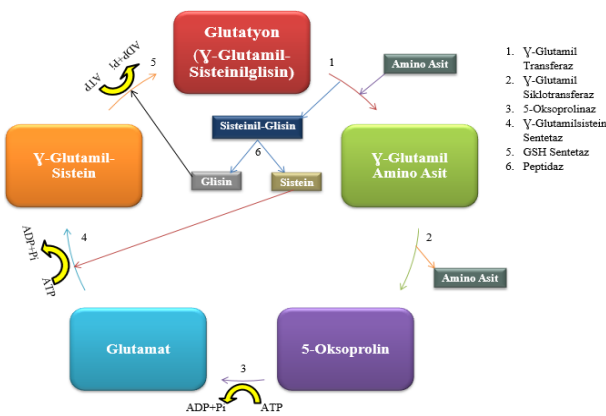 Glutatyon
(Ɣ-Glutamil-
Sisteinilglisin)
ADP+Pi
ATP
5
1
Amino Asit
Sisteinil-Glisin
6
Glisin
Sistein
Ɣ-Glutamil-
Sistein
Ɣ-Glutamil
Amino Asit
ADP+Pi
ATP
4
2
Amino Asit
Glutamat
5-Oksoprolin
3
ADP+Pi
ATP
1. Ɣ-Glutamil
Transferaz
2. Ɣ-Glutamil
Siklotransferaz
3. 5-Oksoprolinaz
4. Ɣ-Glutamilsistein
Sentetaz
5. GSH Sentetaz
6. Peptidaz